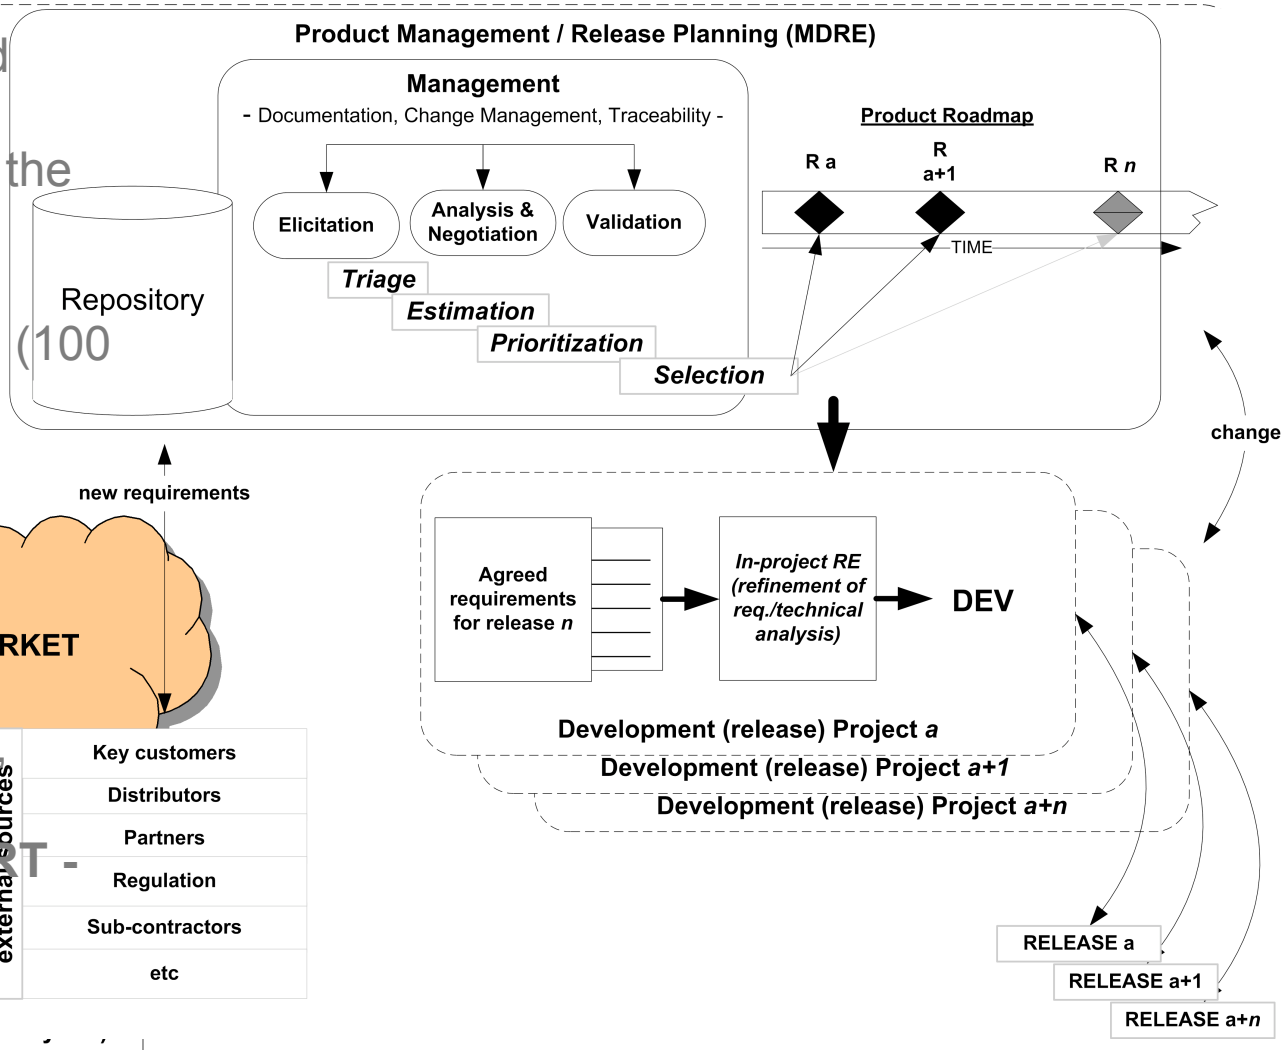 Product Management / Release Planning (MDRE)
Management
- Documentation, Change Management, Traceability -
Product Roadmap
R a
R
a+1
R n
the
Elicitation
Analysis &
Negotiation
Validation
TIME
Triage
Estimation
Prioritization
Selection
Repository
(100
change
new requirements
Agreed
requirements
for release n
In-project RE
(refinement of
req./technical
analysis)
DEV
RKET
Development (release) Project a
Development (release) Project a+1
Development (release) Project a+n
external sources
Key customers
Distributors
Partners
RT -
Regulation
Sub-contractors
etc
RELEASE a
RELEASE a+1
RELEASE a+n